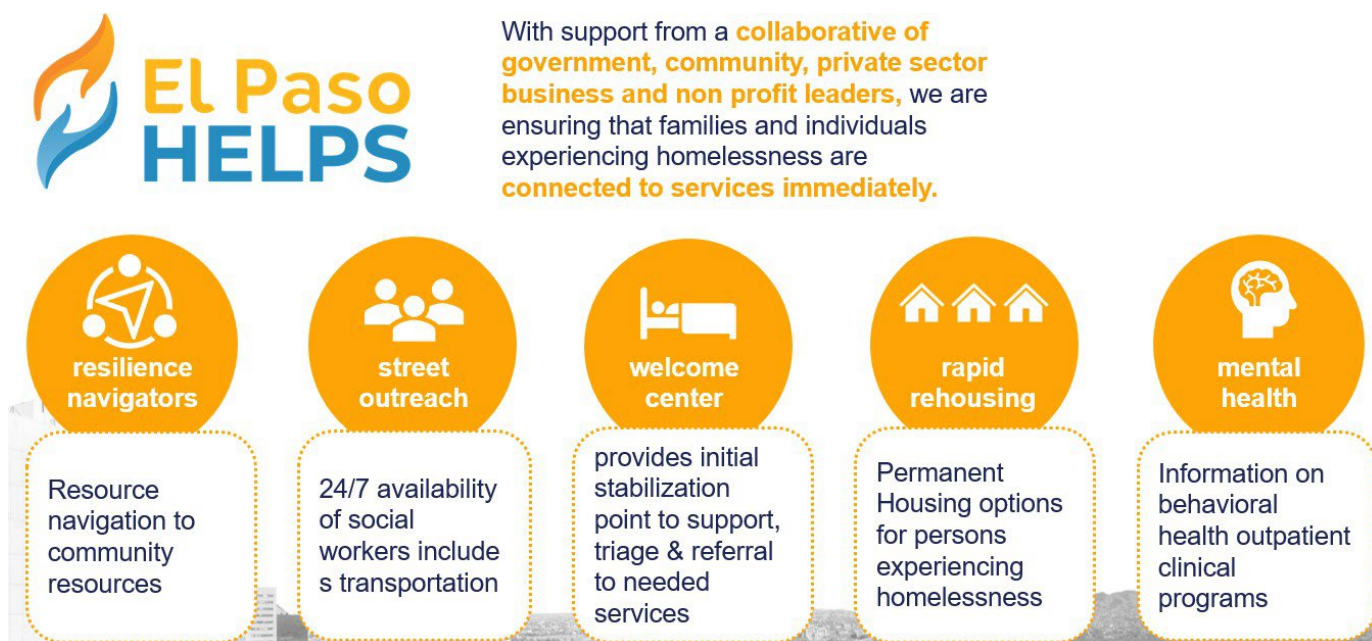 El Paso
HELPS
With support from a collaborative of
government, community, private sector
business and non profit leaders, we are
ensuring that families and individuals
experiencing homelessness are
connected to services immediately.
resilience
navigators
Resource
navigation to
community
resources
street
outreach
24/7 availability
of social
workers include
s transportation
welcome
center
provides initial
stabilization
point to support,
triage & referral
to needed
services
rapid
rehousing
Permanent
Housing options
for persons
experiencing
homelessness
mental
health
Information on
behavioral
health outpatient
clinical
programs